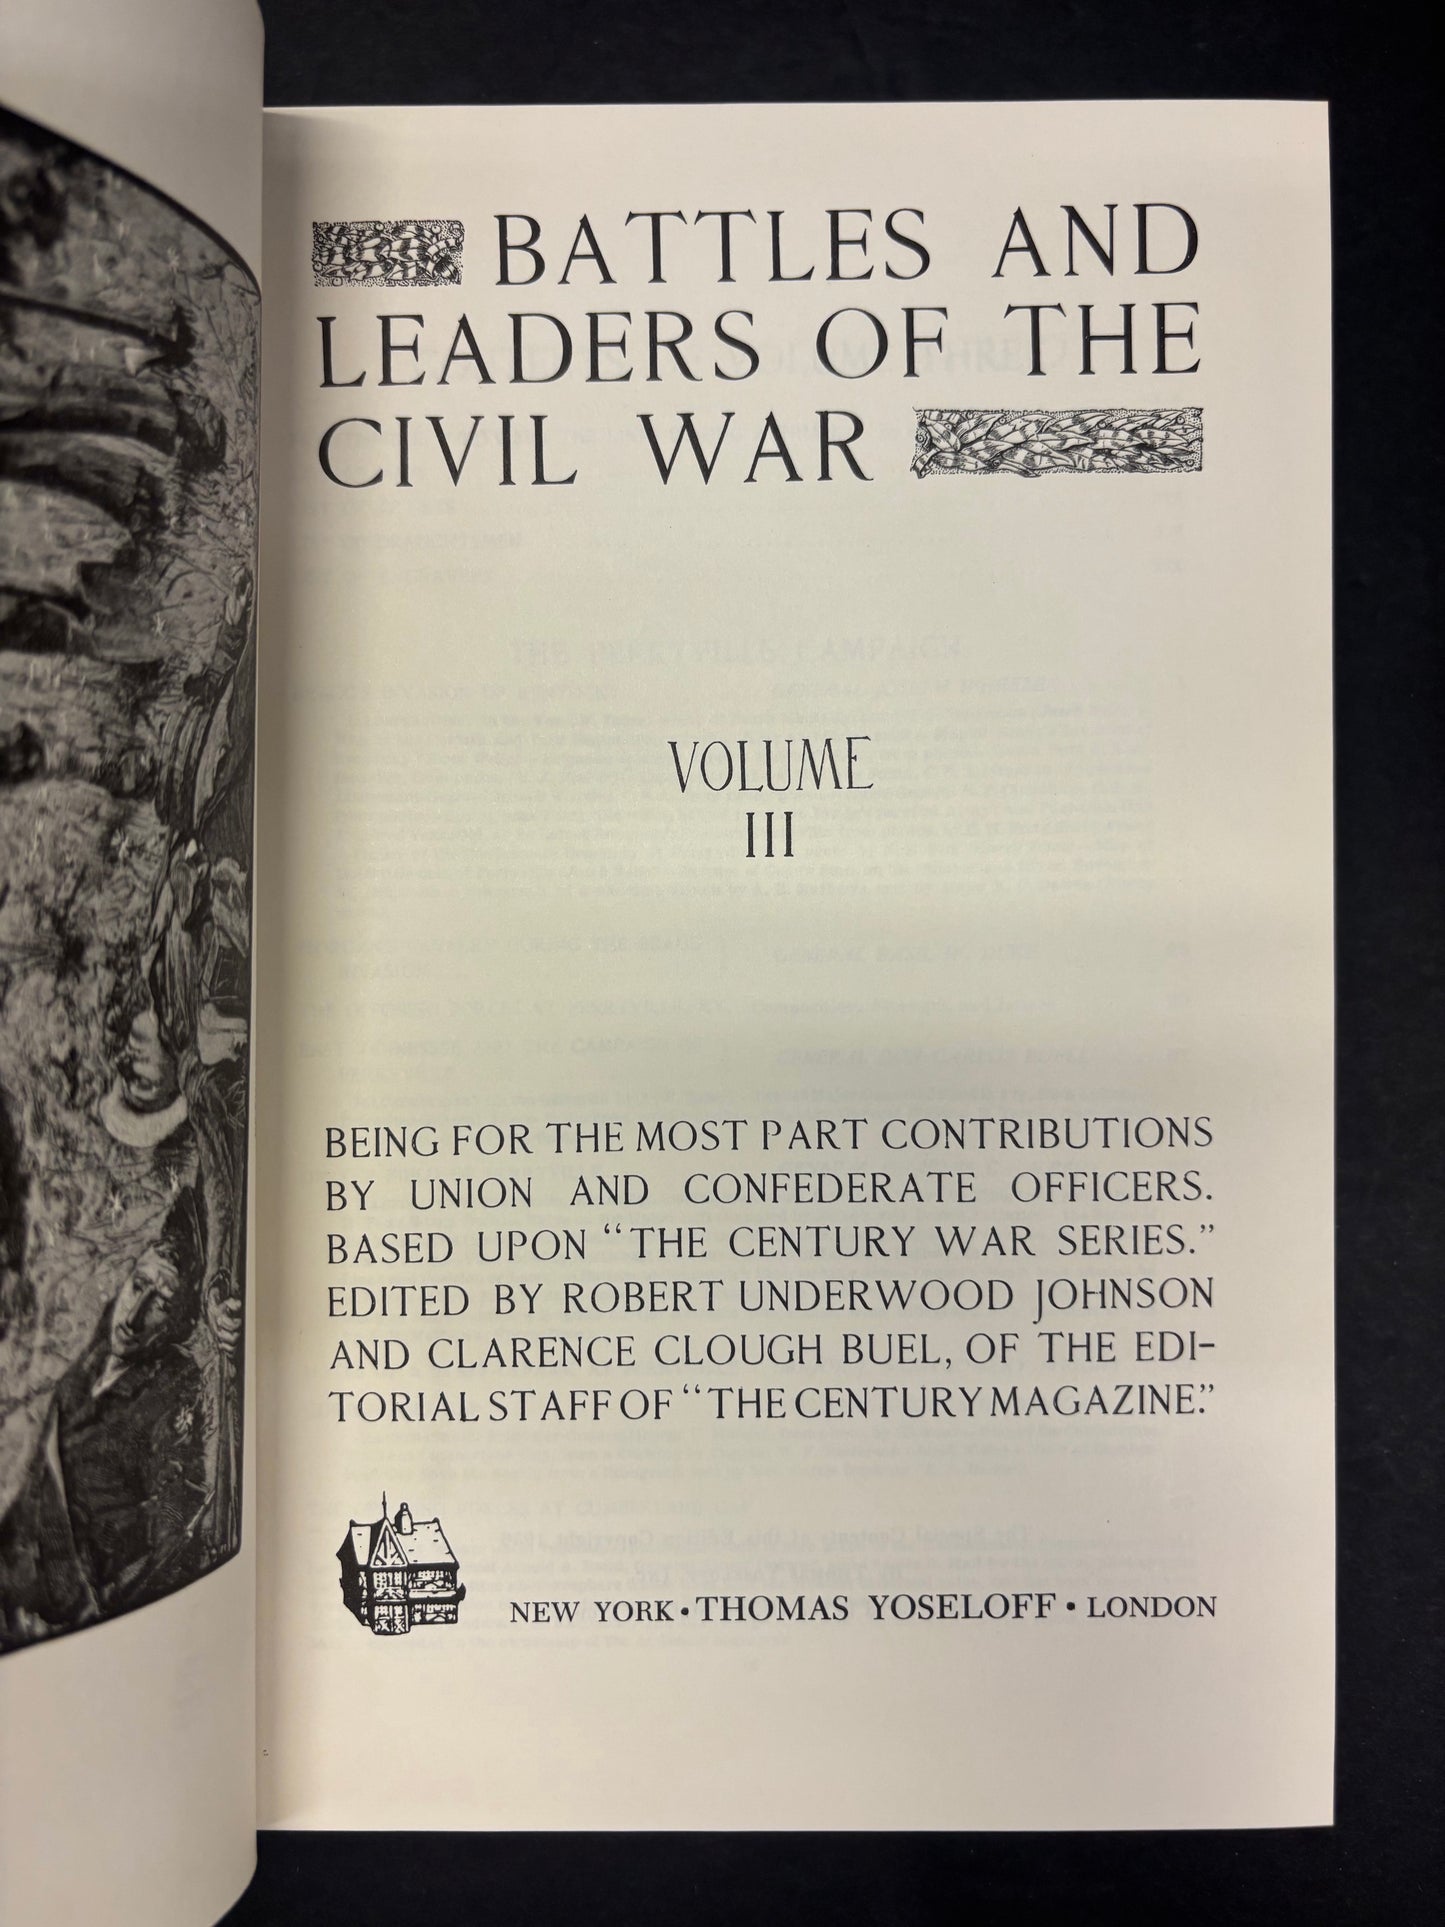 BATTLES AND
LEADERS OF THE
CIVIL WAR
VOLUME
III
BEING FOR THE MOST PART CONTRIBUTIONS
BY UNION AND CONFEDERATE OFFICERS.
BASED UPON “THE CENTURY WAR SERIES.”
EDITED BY ROBERT UNDERWOOD JOHNSON
AND CLARENCE CLOUGH BUEL, OF THE EDI-
TORIAL STAFF OF “THE CENTURY MAGAZINE.”
NEW YORK • THOMAS YOSELOFF • LONDON